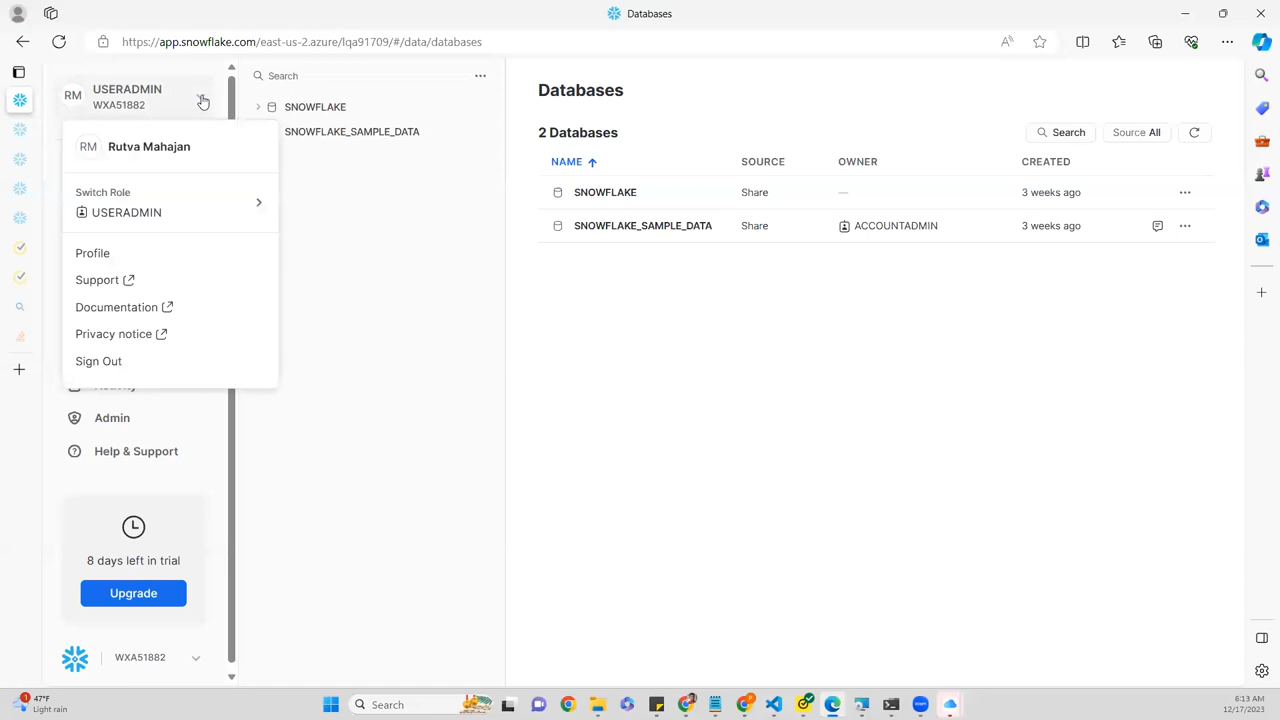 Databases
https://app.snowflake.com/east-us-2.azure/lqa91709/#/data/databases
RM
USERADMIN
WXA51882
RM
Rutva Mahajan
Switch Role
USERADMIN
Profile
Support
Documentation
Privacy notice
Sign Out
Admin
Help & Support
8 days left in trial
Upgrade
WXA51882
Search
SNOWFLAKE
SNOWFLAKE_SAMPLE_DATA
Databases
2 Databases
Search
Source All
NAME SOURCE OWNER CREATED
SNOWFLAKE Share — 3 weeks ago
SNOWFLAKE_SAMPLE_DATA Share ACCOUNTADMIN 3 weeks ago
1
47°F
Light rain
Search
6:13 AM
12/17/2023